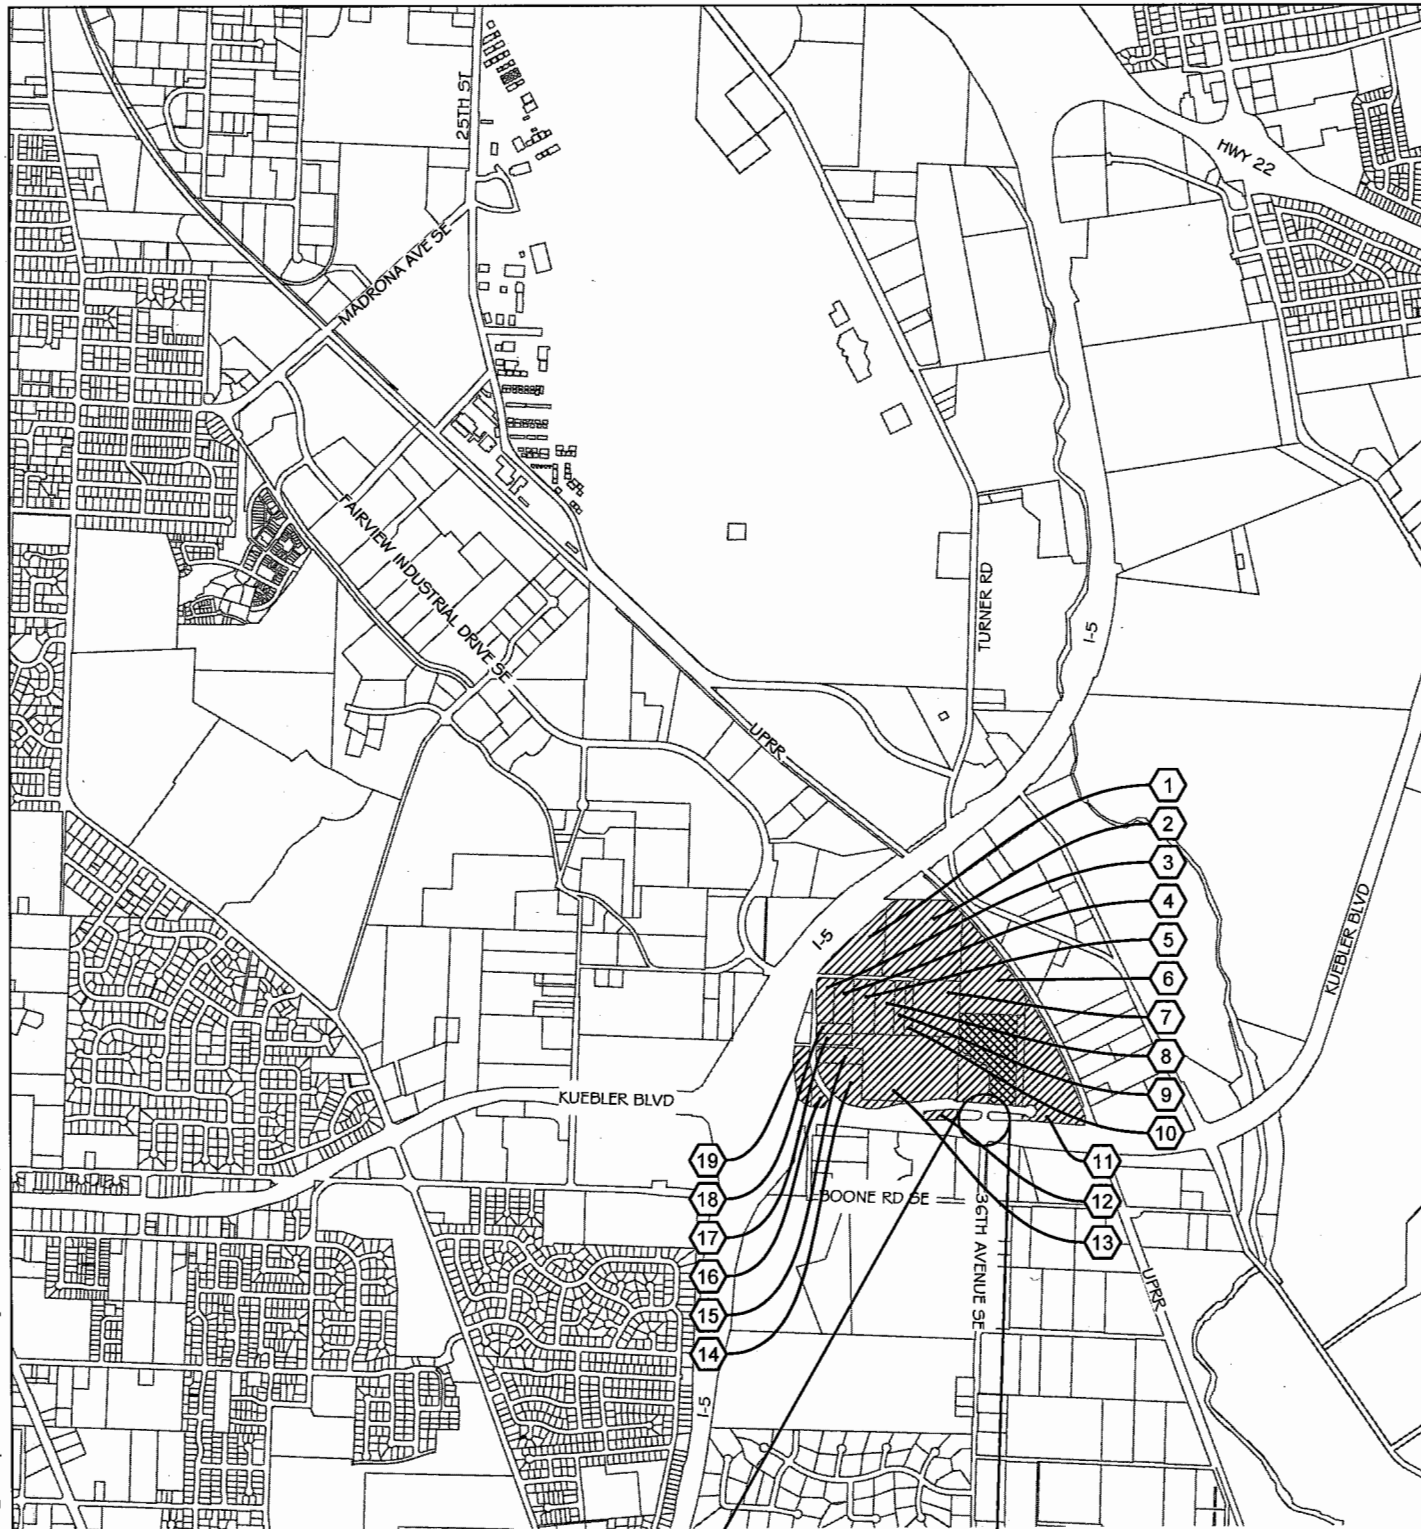 25TH ST
HWY 22
MADRONA AVE SE
FAIRVIEW INDUSTRIAL DRIVE SE
TURNER RD
I-5
UPRR
1
2
3
4
I-5
5
6
KUEBLER BLVD
7
8
9
KUEBLER BLVD
10
19
11
18
BOONE RD SE
12
36TH AVENUE SE
17
13
16
UPRR
15
14
I-5